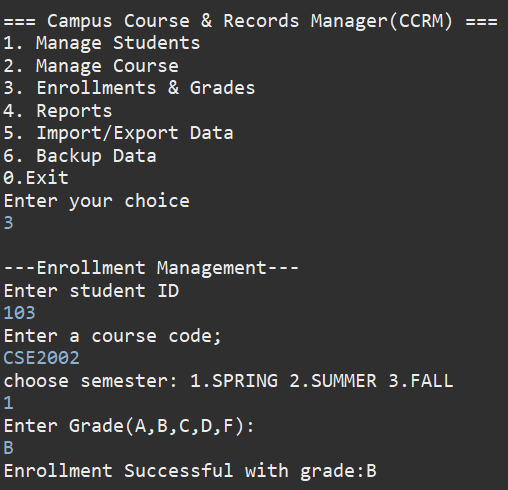 === Campus Course & Records Manager(CCRM) ===
1. Manage Students
2. Manage Course
3. Enrollments & Grades
4. Reports
5. Import/Export Data
6. Backup Data
0.Exit
Enter your choice
3

---Enrollment Management---
Enter student ID
103
Enter a course code;
CSE2002
choose semester: 1.SPRING 2.SUMMER 3.FALL
1
Enter Grade(A,B,C,D,F):
B
Enrollment Successful with grade:B